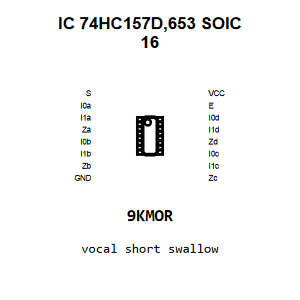 IC 74HC157D,653 SOIC
16
S VCC
I0a E
I1a I0d
Za I1d
I0b Zd
I1b I0c
Zb I1c
GND Zc
9KMOR
vocal short swallow